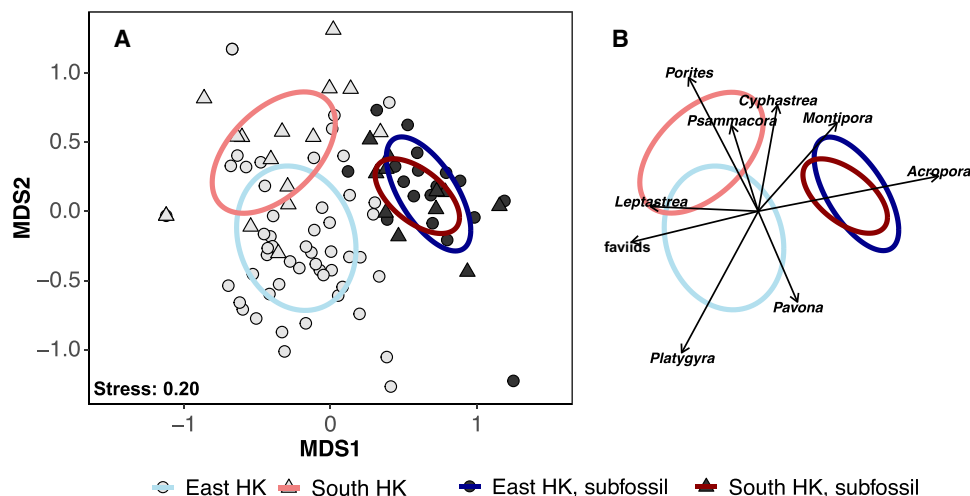 A
B
MDS2
1.0
0.5
0.0
−0.5
−1.0
Stress: 0.20
−1
0
1
MDS1
Porites
Cyphastrea
Psammacora
Montipora
Acropora
Leptastrea
faviids
Pavona
Platygyra
East HK
South HK
East HK, subfossil
South HK, subfossil